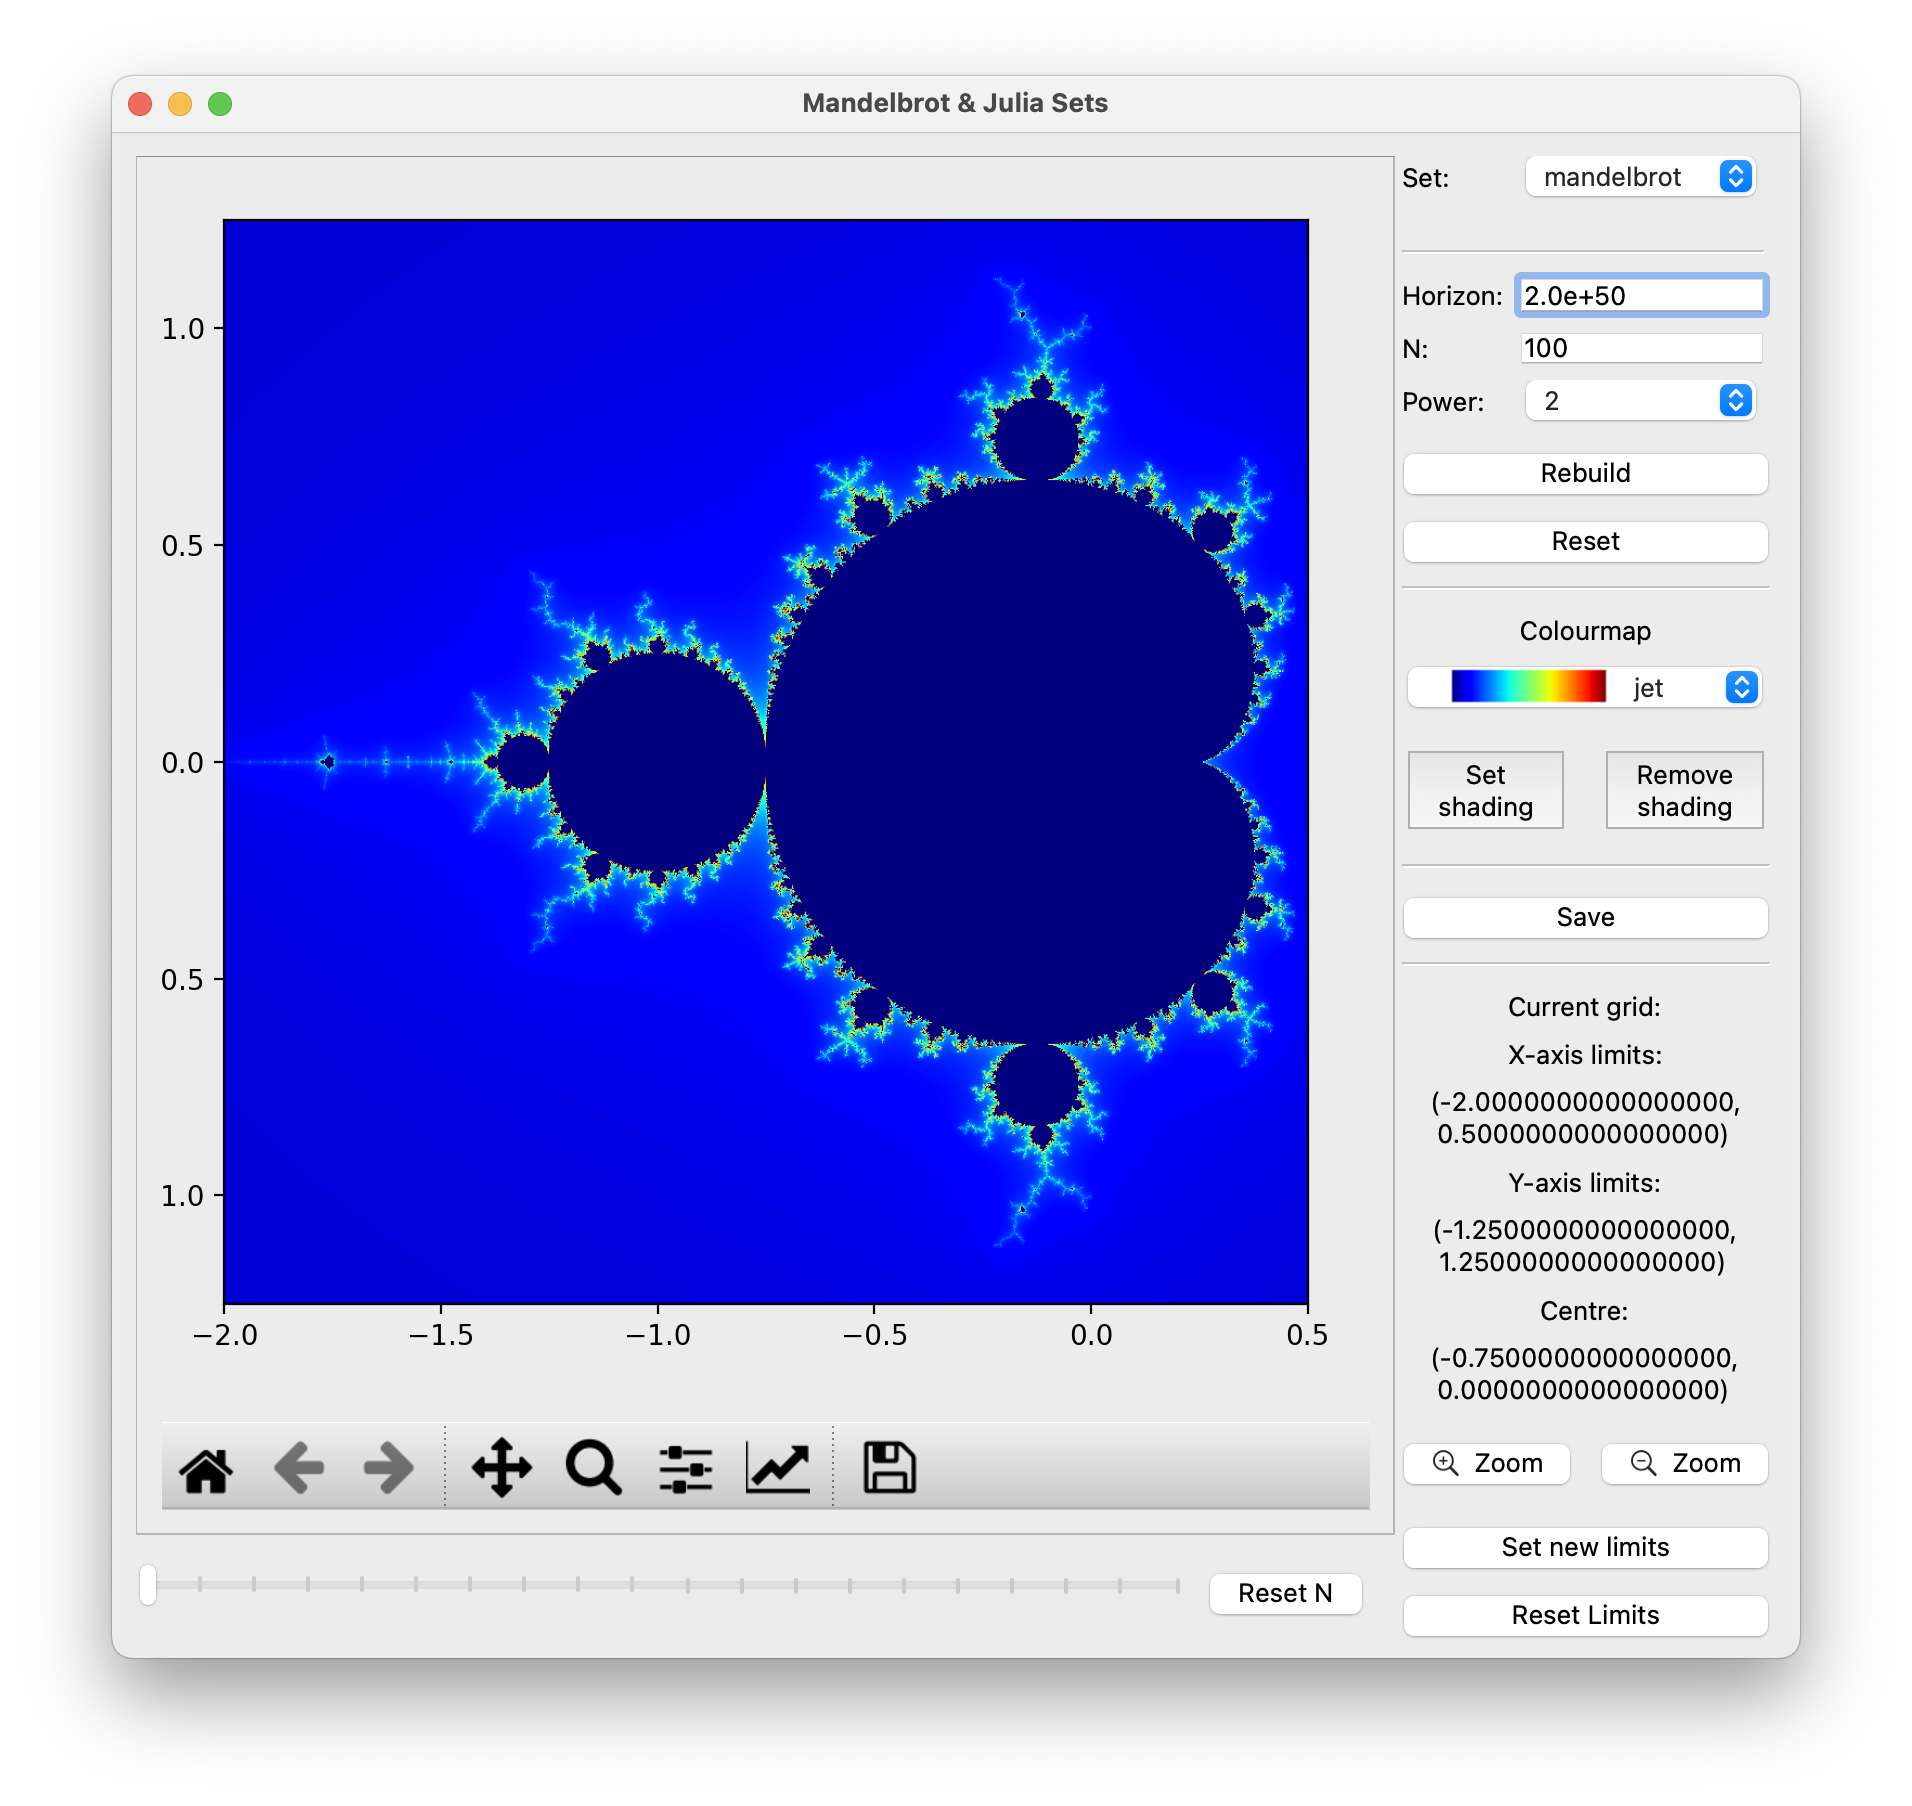 Mandelbrot & Julia Sets
Set: mandelbrot
Horizon: 2.0e+50
N: 100
Power: 2
Rebuild
Reset
Colourmap
jet
Set
shading
Remove
shading
Save
Current grid:
X-axis limits:
(-2.0000000000000000,
0.5000000000000000)
Y-axis limits:
(-1.2500000000000000,
1.2500000000000000)
Centre:
(-0.7500000000000000,
0.0000000000000000)
Zoom
Zoom
Set new limits
Reset Limits
1.0
0.5
0.0
0.5
1.0
−2.0 −1.5 −1.0 −0.5 0.0 0.5
Reset N